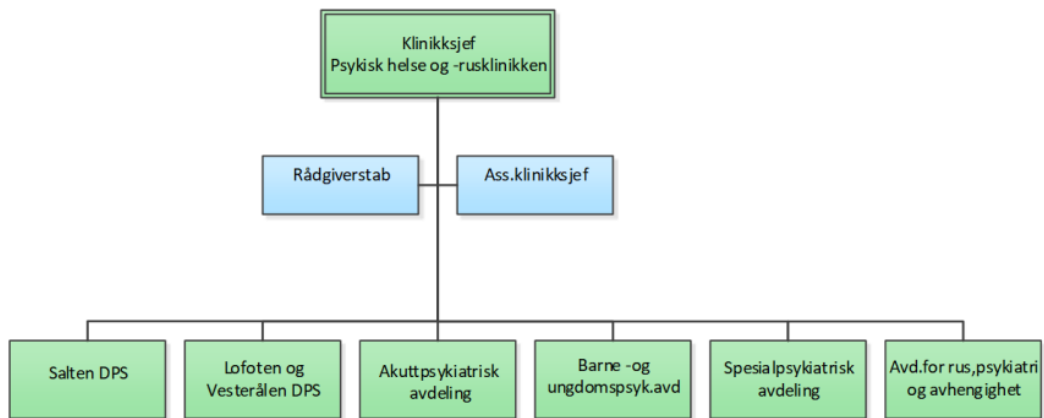 Klinikksjef
Psykisk helse og -rusklinikken
Rådgiverstab
Ass.klinikksjef
Salten DPS
Lofoten og
Vesterålen DPS
Akuttpsykiatrisk
avdeling
Barne -og
ungdomspsyk.avd
Spesialpsykiatrisk
avdeling
Avd.for rus,psykiatri
og avhengighet